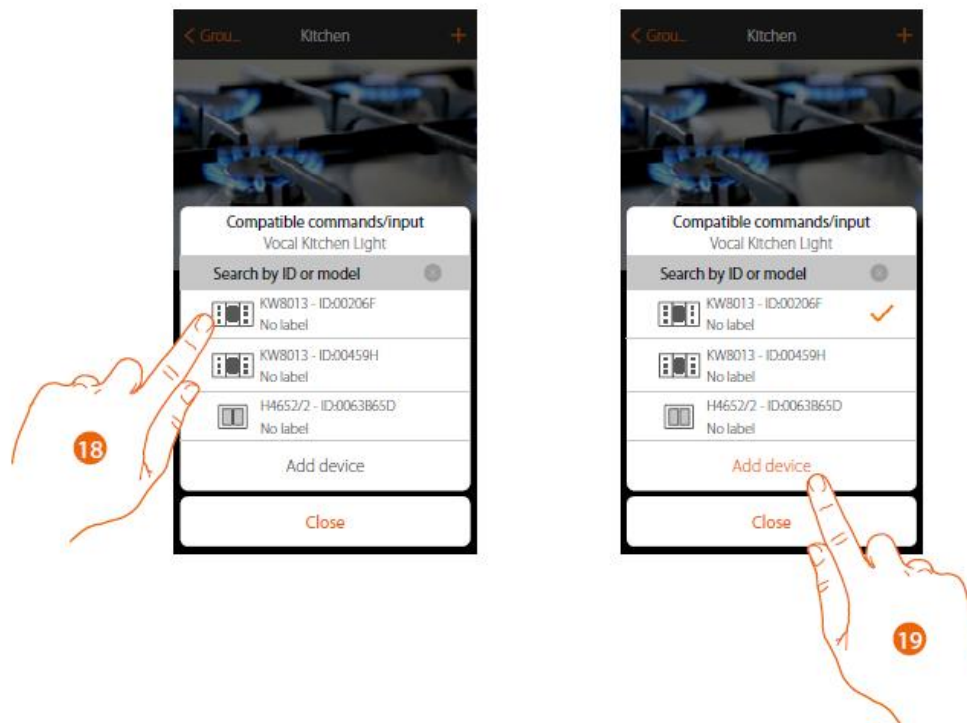 < Grou... Kitchen +
Compatible commands/input
Vocal Kitchen Light
Search by ID or model
KW8013 - ID:00206F
No label
KW8013 - ID:00459H
No label
H4652/2 - ID:0063B65D
No label
Add device
Close
18
< Grou... Kitchen +
Compatible commands/input
Vocal Kitchen Light
Search by ID or model
KW8013 - ID:00206F
No label
KW8013 - ID:00459H
No label
H4652/2 - ID:0063B65D
No label
Add device
Close
19